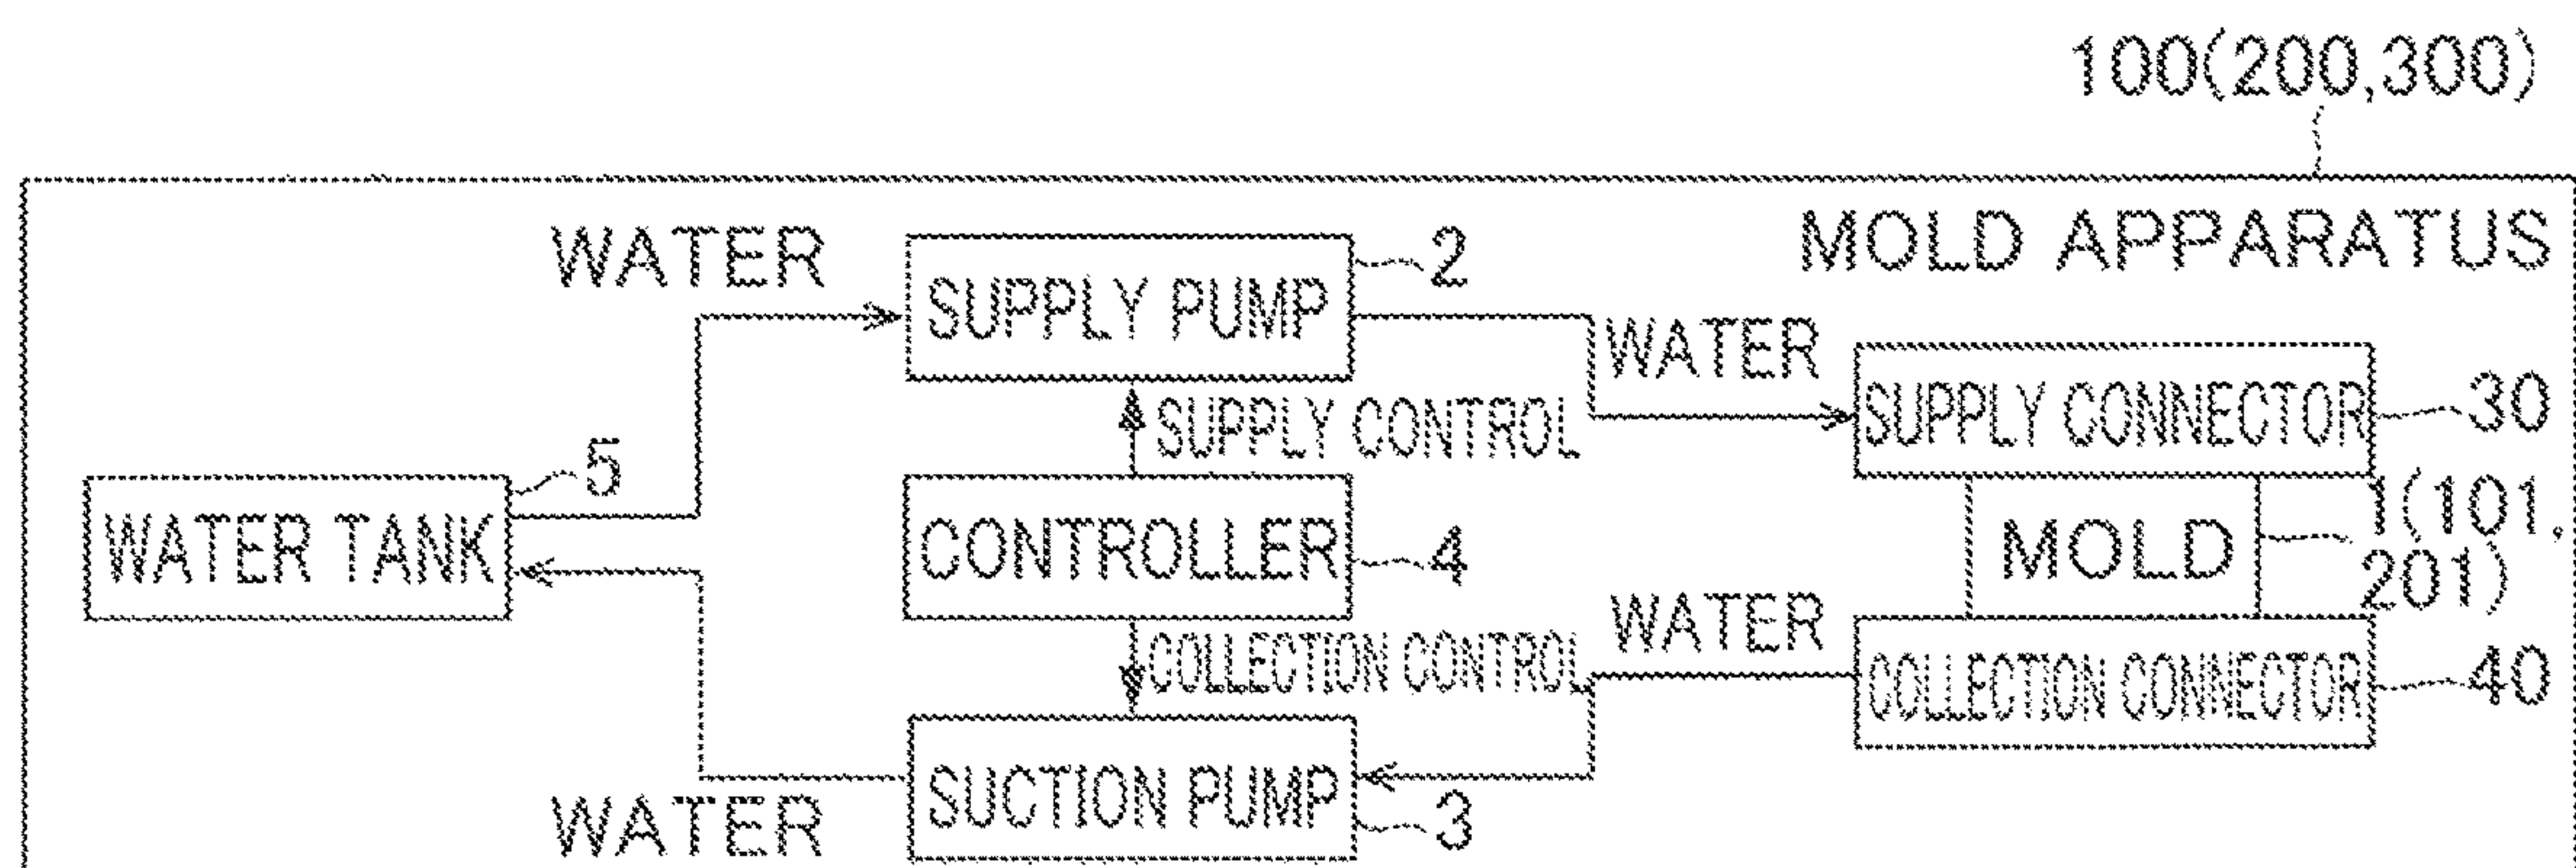 100(200,300)
MOLD APPARATUS
WATER
SUPPLY PUMP
2
WATER
SUPPLY CONNECTOR
30
SUPPLY CONTROL
5
WATER TANK
CONTROLLER
4
MOLD
1(101,
201)
COLLECTION CONTROL
WATER
COLLECTION CONNECTOR
40
SUCTION PUMP
3
WATER